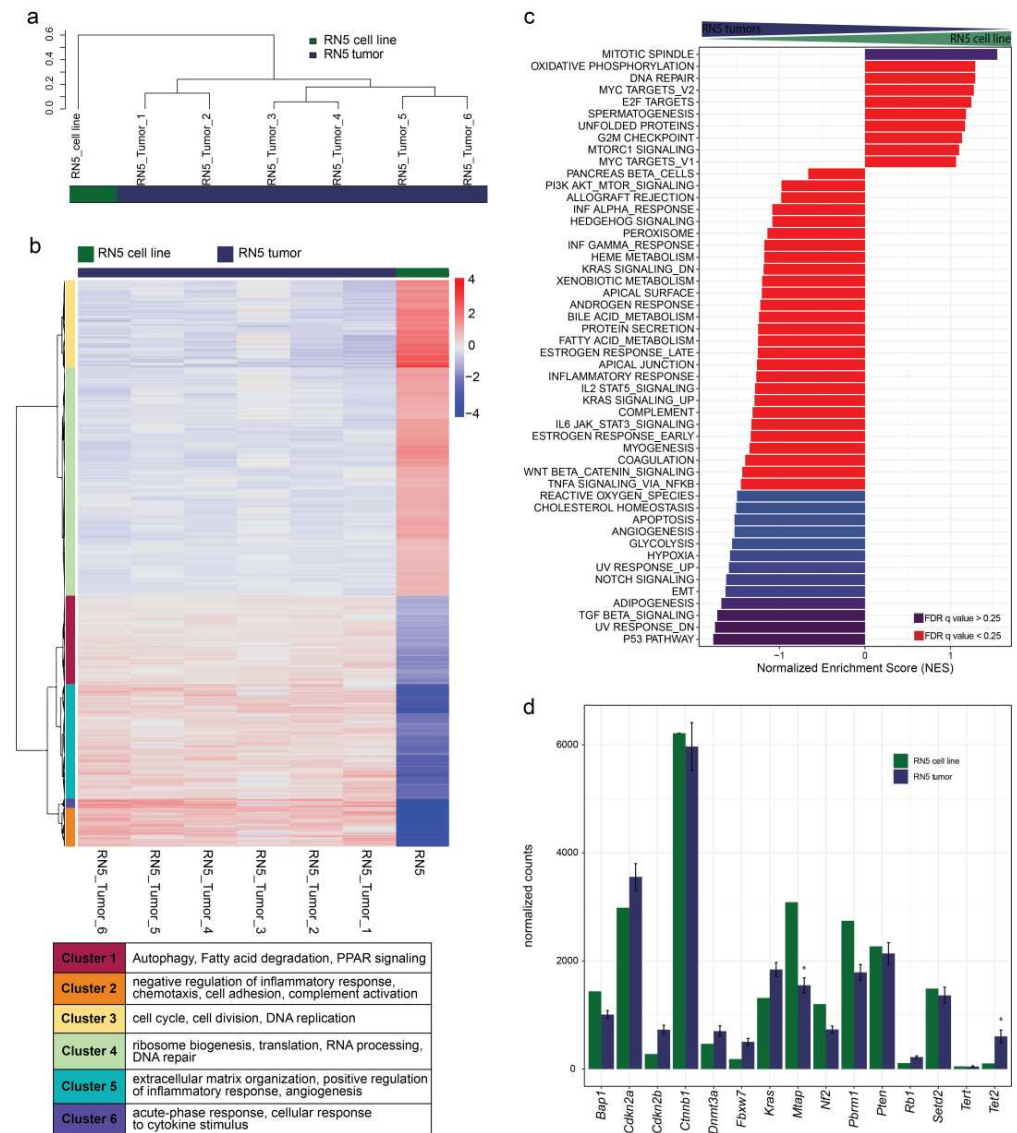 a
RN5 cell line
RN5 tumor
0.6
0.4
0.2
0.0
RN5_cell line
RN5_Tumor_1
RN5_Tumor_2
RN5_Tumor_3
RN5_Tumor_4
RN5_Tumor_5
RN5_Tumor_6
b
RN5 cell line
RN5 tumor
4
2
0
−2
−4
RN5_Tumor_6
RN5_Tumor_5
RN5_Tumor_4
RN5_Tumor_3
RN5_Tumor_2
RN5_Tumor_1
RN5
Cluster 1
Autophagy, Fatty acid degradation, PPAR signaling
Cluster 2
negative regulation of inflammatory response,
chemotaxis, cell adhesion, complement activation
Cluster 3
cell cycle, cell division, DNA replication
Cluster 4
ribosome biogenesis, translation, RNA processing,
DNA repair
Cluster 5
extracellular matrix organization, positive regulation
of inflammatory response, angiogenesis
Cluster 6
acute-phase response, cellular response
to cytokine stimulus
c
RN5 tumors
RN5 cell line
MITOTIC SPINDLE
OXIDATIVE PHOSPHORYLATION
DNA REPAIR
MYC TARGETS_V2
E2F TARGETS
SPERMATOGENESIS
UNFOLDED PROTEINS
G2M CHECKPOINT
MTORC1 SIGNALING
MYC TARGETS_V1
PANCREAS BETA_CELLS
PI3K AKT_MTOR_SIGNALING
ALLOGRAFT REJECTION
INF ALPHA_RESPONSE
HEDGEHOG SIGNALING
PEROXISOME
INF GAMMA_RESPONSE
HEME METABOLISM
KRAS SIGNALING_DN
XENOBIOTIC METABOLISM
APICAL SURFACE
ANDROGEN RESPONSE
BILE ACID_METABOLISM
PROTEIN SECRETION
FATTY ACID_METABOLISM
ESTROGEN RESPONSE_LATE
APICAL JUNCTION
INFLAMMATORY RESPONSE
IL2 STAT5_SIGNALING
KRAS SIGNALING_UP
COMPLEMENT
IL6 JAK_STAT3_SIGNALING
ESTROGEN RESPONSE_EARLY
MYOGENESIS
COAGULATION
WNT BETA_CATENIN_SIGNALING
TNFA SIGNALING_VIA_NFKB
REACTIVE OXYGEN_SPECIES
CHOLESTEROL HOMEOSTASIS
APOPTOSIS
ANGIOGENESIS
GLYCOLYSIS
HYPOXIA
UV RESPONSE_UP
NOTCH SIGNALING
EMT
ADIPOGENESIS
TGF BETA_SIGNALING
UV RESPONSE_DN
P53 PATHWAY
FDR q value > 0.25
FDR q value < 0.25
−1
0
1
Normalized Enrichment Score (NES)
d
RN5 cell line
RN5 tumor
normalized counts
6000
4000
2000
0
*
*
Bap1
Cdkn2a
Cdkn2b
Ctnnb1
Dnmt3a
Fbxw7
Kras
Mtap
Nf2
Pbrm1
Pten
Rb1
Setd2
Tert
Tet2